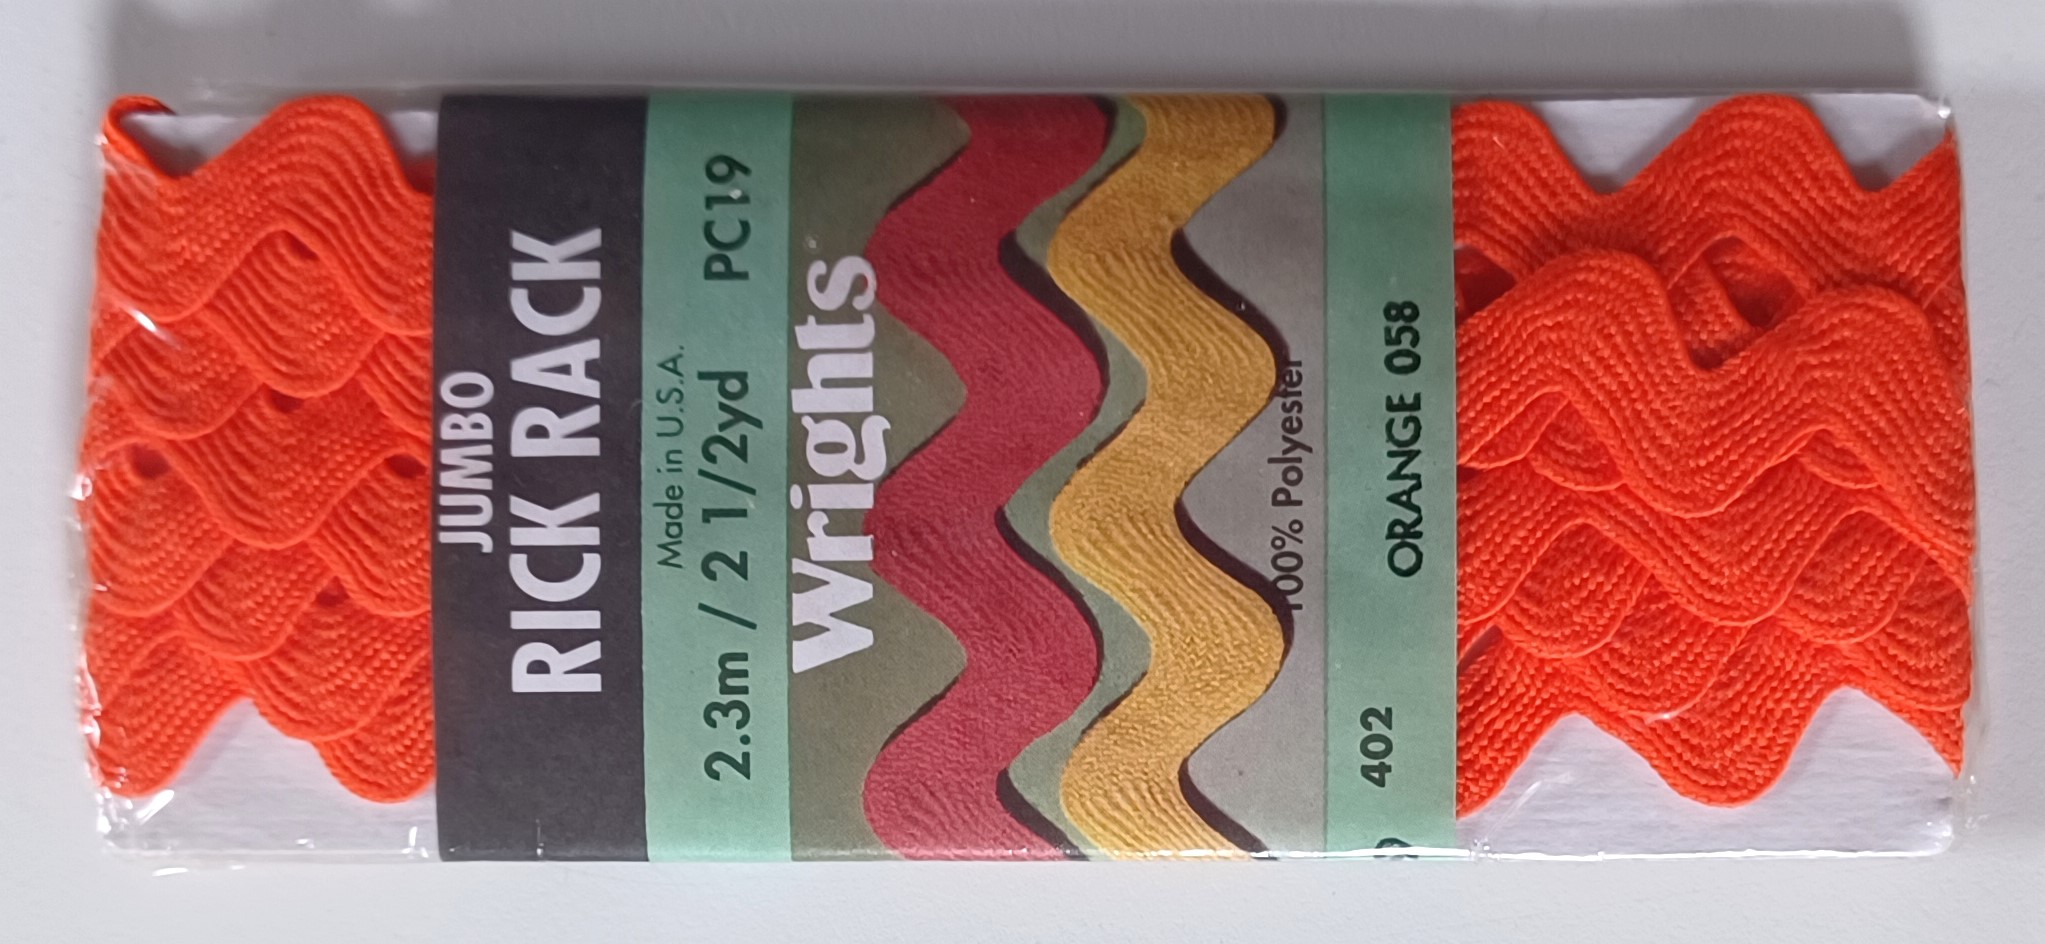 JUMBO
RICK RACK
Made in U.S.A.
2.3m / 2 1/2yd PC19
Wrights
100% Polyester
402 ORANGE 058